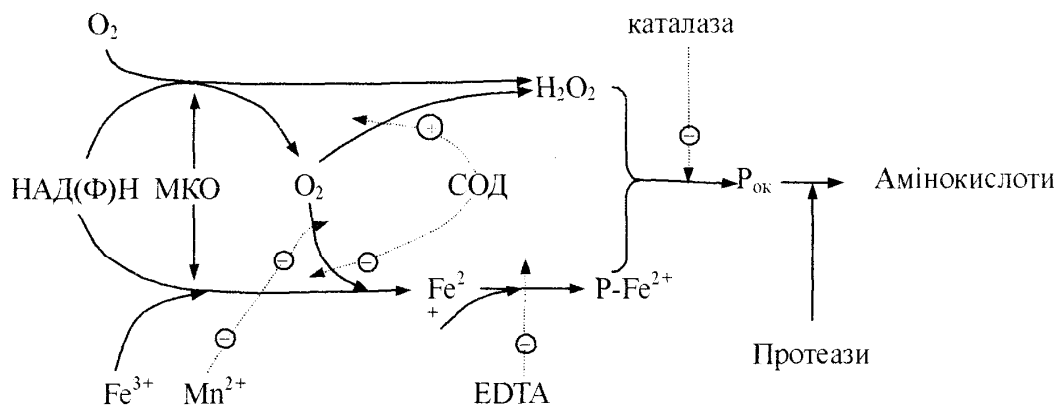 O₂ каталаза
H₂O₂
НАД(Ф)Н МКО O₂ СОД Pок Амінокислоти
Fe²⁺ P-Fe²⁺
Протеази
Fe³⁺ Mn²⁺ EDTA
+
−
−
−
−
−